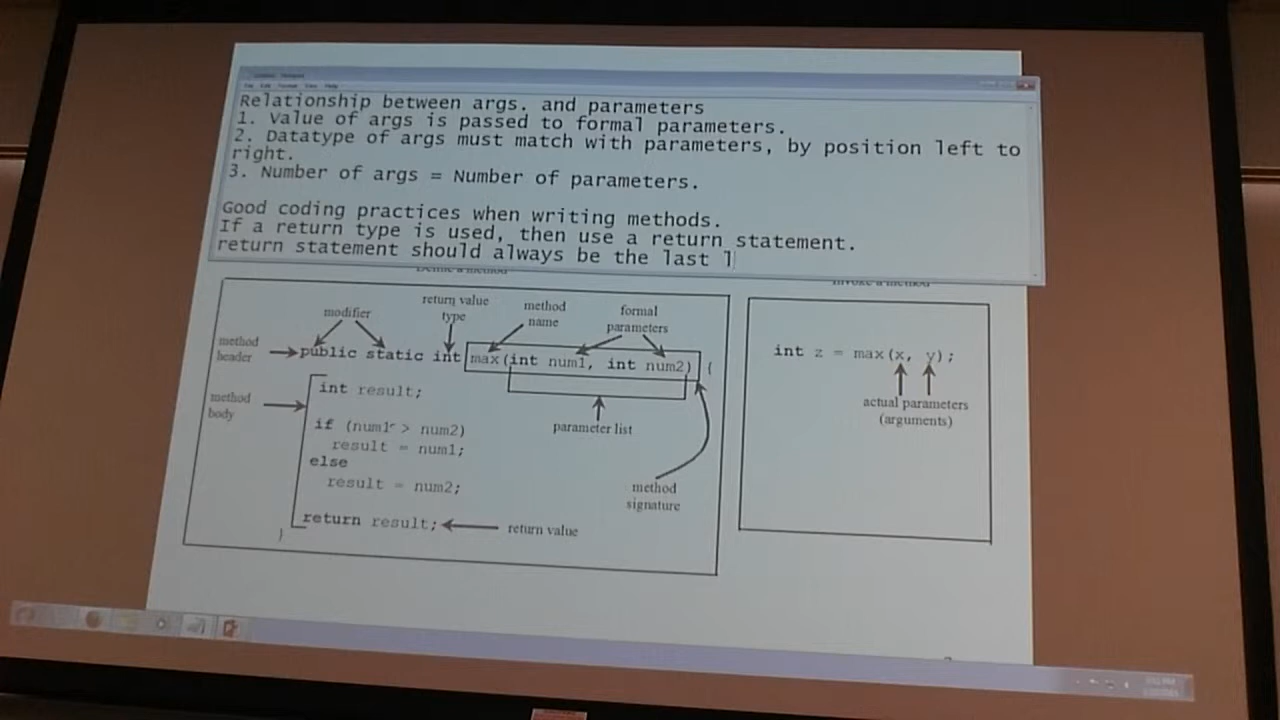 Relationship between args. and parameters
1. Value of args is passed to formal parameters.
2. Datatype of args must match with parameters, by position left to
right.
3. Number of args = Number of parameters.
Good coding practices when writing methods.
If a return type is used, then use a return statement.
return statement should always be the last l
modifier
return value
type
method
name
formal
parameters
method
header
public static int max(int num1, int num2) {
method
body
int result;
if (num1 > num2)
result = num1;
else
result = num2;
return result;
}
parameter list
method
signature
return value
int z = max(x, y);
actual parameters
(arguments)